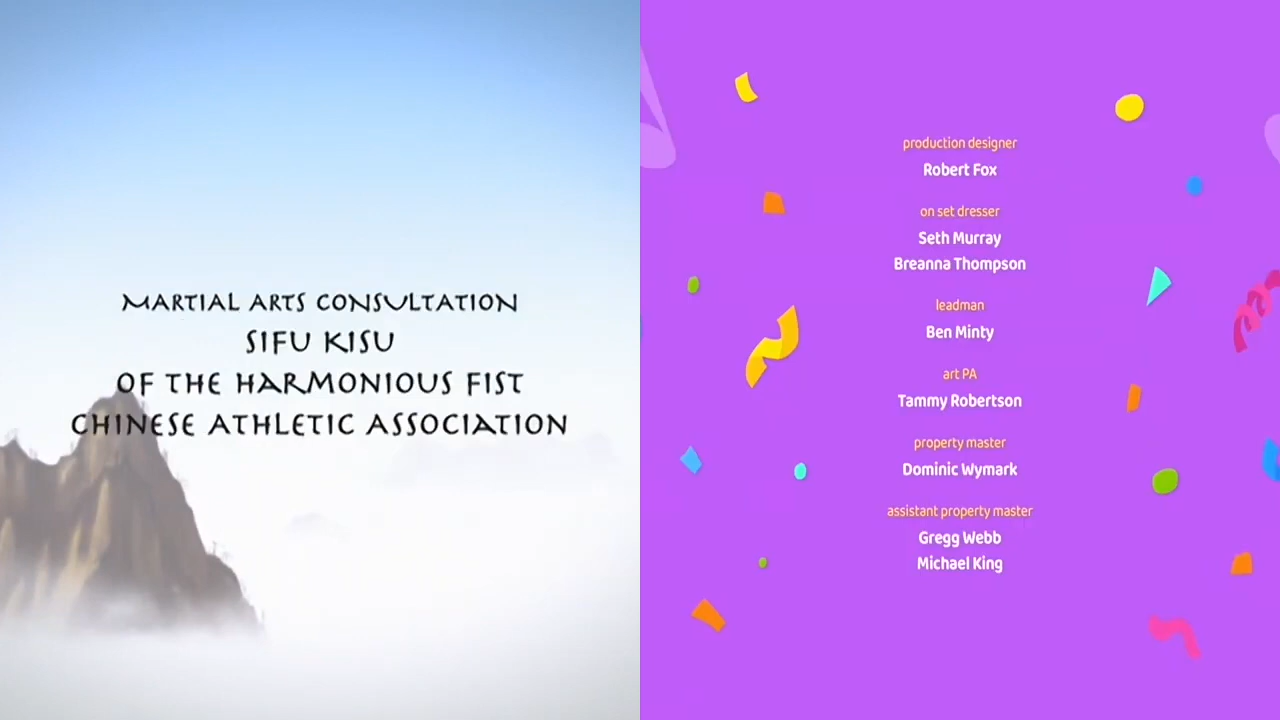 MARTIAL ARTS CONSULTATION
SIFU KISU
OF THE HARMONIOUS FIST
CHINESE ATHLETIC ASSOCIATION
production designer
Robert Fox
on set dresser
Seth Murray
Breanna Thompson
leadman
Ben Minty
art PA
Tammy Robertson
property master
Dominic Wymark
assistant property master
Gregg Webb
Michael King